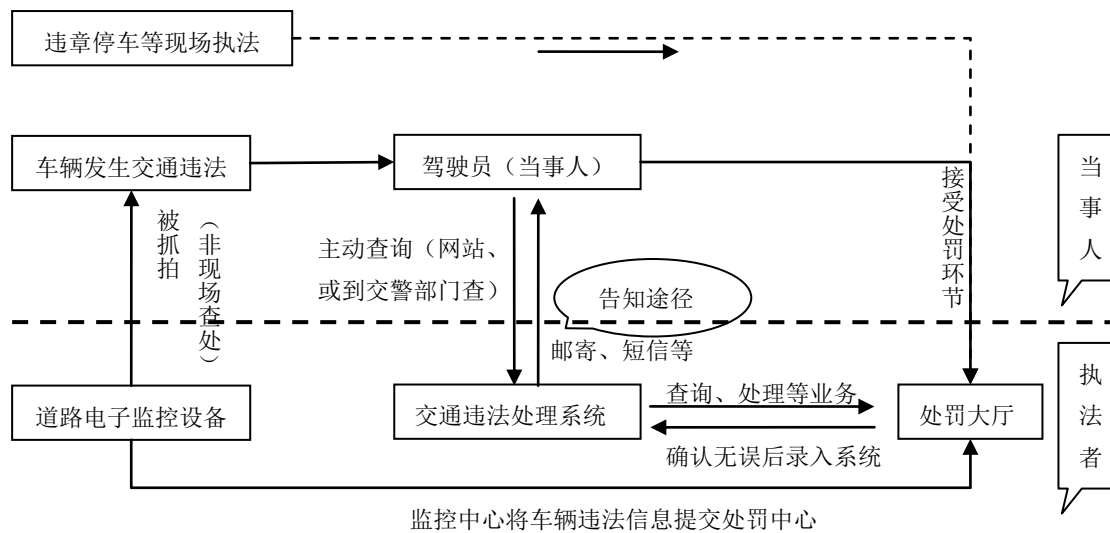 违章停车等现场执法
车辆发生交通违法
驾驶员（当事人）
当事人
接受处罚环节
被抓拍
（非现场查处）
主动查询（网站、
或到交警部门查）
告知途径
邮寄、短信等
执法者
道路电子监控设备
交通违法处理系统
查询、处理等业务
处罚大厅
确认无误后录入系统
监控中心将车辆违法信息提交处罚中心